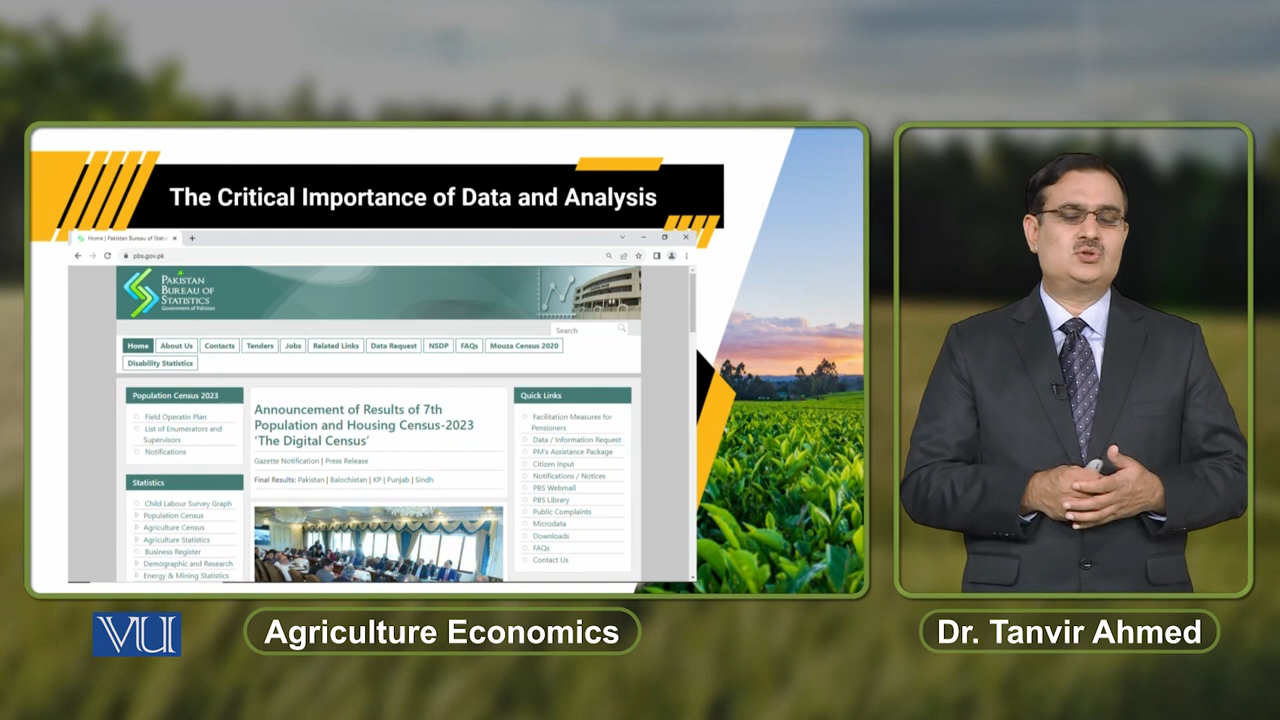 The Critical Importance of Data and Analysis
Home | Pakistan Bureau of Stati
pbs.gov.pk
PAKISTAN
BUREAU OF
STATISTICS
Government of Pakistan
Search
Home
About Us
Contacts
Tenders
Jobs
Related Links
Data Request
NSDP
FAQs
Mouza Census 2020
Disability Statistics
Population Census 2023
Field Operatin Plan
List of Enumerators and
Supervisors
Notifications
Statistics
Child Labour Survey Graph
Population Census
Agriculture Census
Agriculture Statistics
Business Register
Demographic and Research
Energy & Mining Statistics
Announcement of Results of 7th
Population and Housing Census-2023
‘The Digital Census’
Gazette Notification | Press Release
Final Results: Pakistan | Balochistan | KP | Punjab | Sindh
Quick Links
Facilitation Measures for
Pensioners
Data / Information Request
PM's Assistance Package
Citizen Input
Notifications / Notices
PBS Webmail
PBS Library
Public Complaints
Microdata
Downloads
FAQs
Contact Us
VU
Agriculture Economics
Dr. Tanvir Ahmed